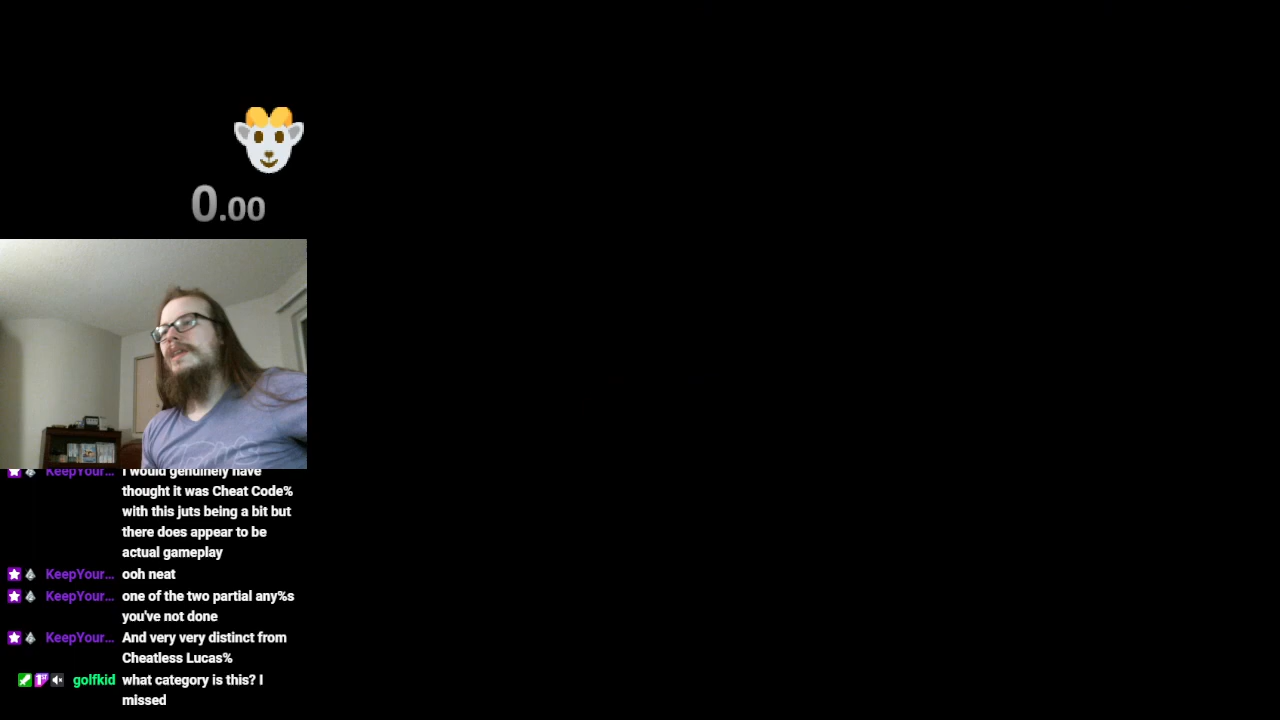 0.00
KeepYour... I would genuinely have
thought it was Cheat Code%
with this juts being a bit but
there does appear to be
actual gameplay
KeepYour... ooh neat
KeepYour... one of the two partial any%s
you've not done
KeepYour... And very very distinct from
Cheatless Lucas%
golfkid what category is this? I
missed